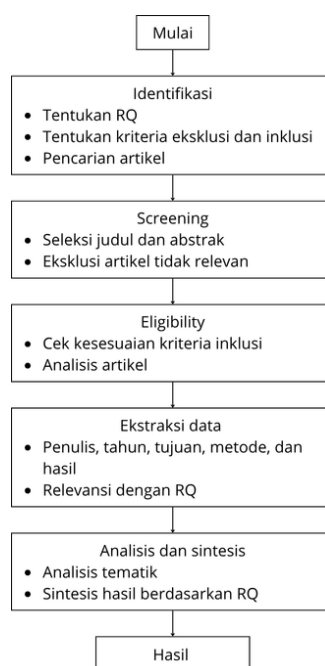 Mulai
Identifikasi
• Tentukan RQ
• Tentukan kriteria eksklusi dan inklusi
• Pencarian artikel
Screening
• Seleksi judul dan abstrak
• Eksklusi artikel tidak relevan
Eligibility
• Cek kesesuaian kriteria inklusi
• Analisis artikel
Ekstraksi data
• Penulis, tahun, tujuan, metode, dan
hasil
• Relevansi dengan RQ
Analisis dan sintesis
• Analisis tematik
• Sintesis hasil berdasarkan RQ
Hasil